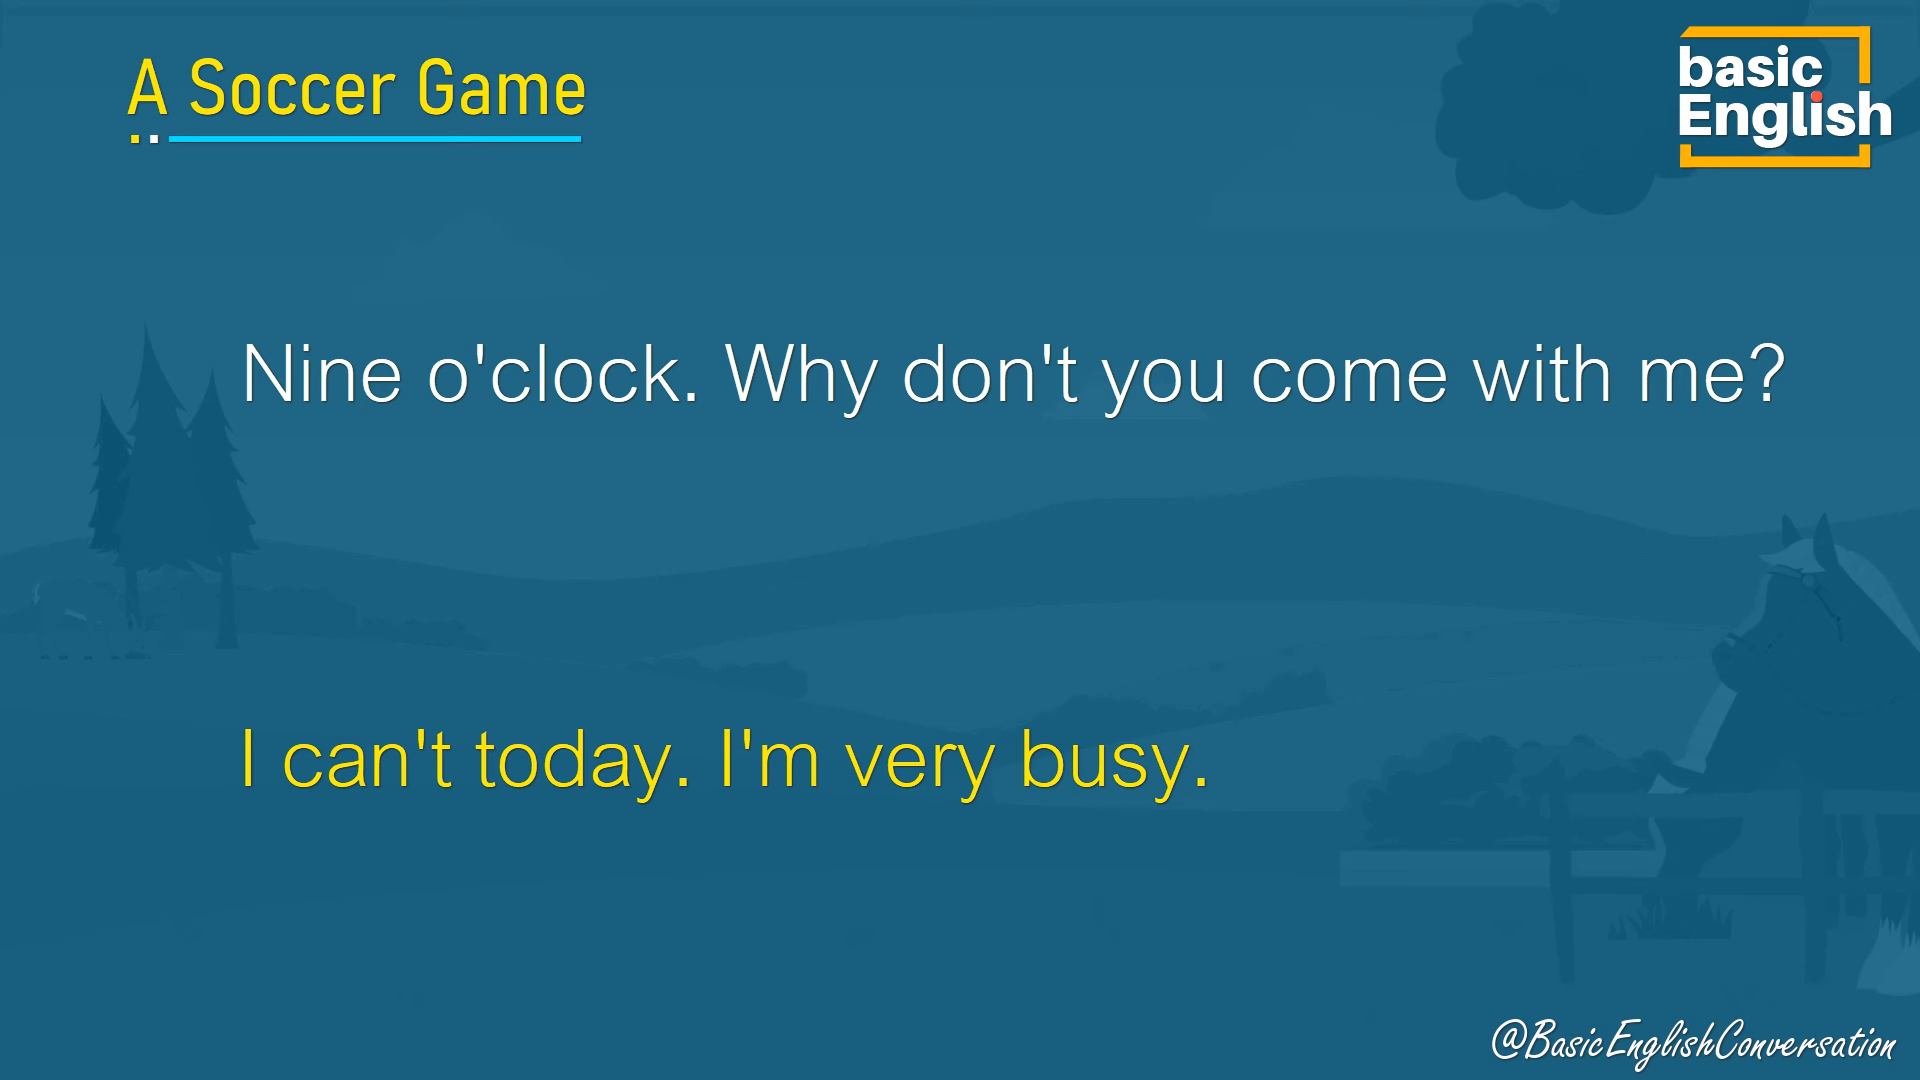 A Soccer Game
basic
English
Nine o'clock. Why don't you come with me?
I can't today. I'm very busy.
@BasicEnglishConversation